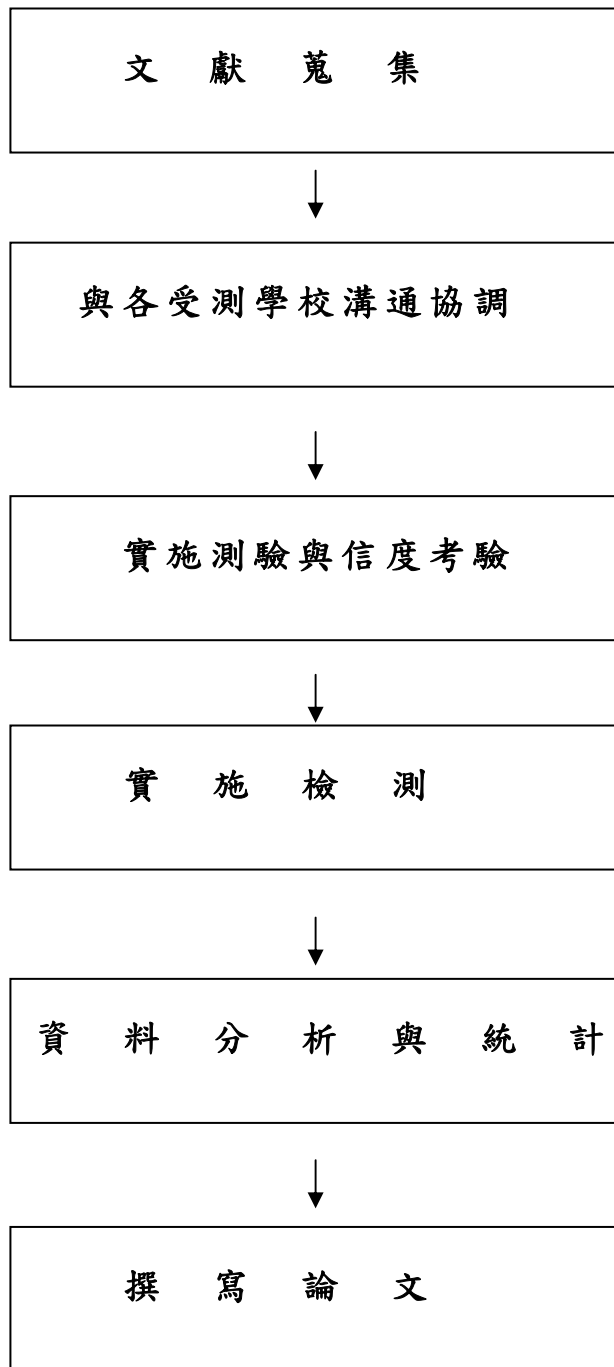 文獻蒐集
與各受測學校溝通協調
實施測驗與信度考驗
實施檢測
資料分析與統計
撰寫論文